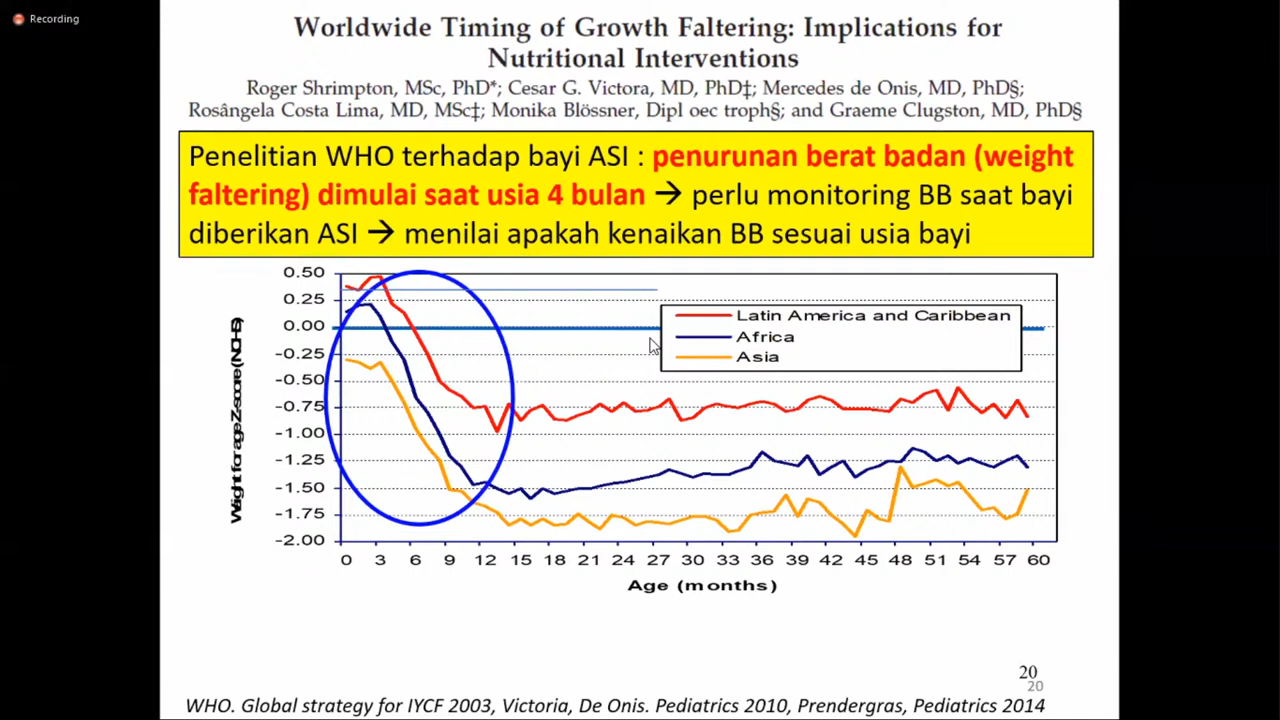 Recording
Worldwide Timing of Growth Faltering: Implications for
Nutritional Interventions
Roger Shrimpton, MSc, PhD*; Cesar G. Victora, MD, PhD‡; Mercedes de Onis, MD, PhD§;
Rosângela Costa Lima, MD, MSc‡; Monika Blössner, Dipl oec troph§; and Graeme Clugston, MD, PhD§
Penelitian WHO terhadap bayi ASI : penurunan berat badan (weight
faltering) dimulai saat usia 4 bulan → perlu monitoring BB saat bayi
diberikan ASI → menilai apakah kenaikan BB sesuai usia bayi
Weight for age Z-score (NCHS)
0.50
0.25
0.00
-0.25
-0.50
-0.75
-1.00
-1.25
-1.50
-1.75
-2.00
Latin America and Caribbean
Africa
Asia
0 3 6 9 12 15 18 21 24 27 30 33 36 39 42 45 48 51 54 57 60
Age (months)
20
20
WHO. Global strategy for IYCF 2003, Victoria, De Onis. Pediatrics 2010, Prendergras, Pediatrics 2014